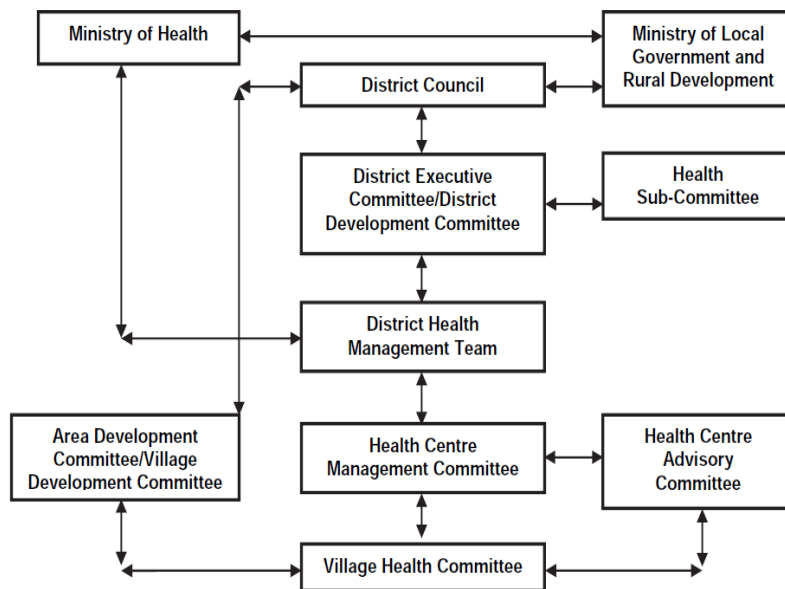 Ministry of Health
Ministry of Local
Government and
Rural Development
District Council
District Executive
Committee/District
Development Committee
Health
Sub-Committee
District Health
Management Team
Area Development
Committee/Village
Development Committee
Health Centre
Management Committee
Health Centre
Advisory
Committee
Village Health Committee